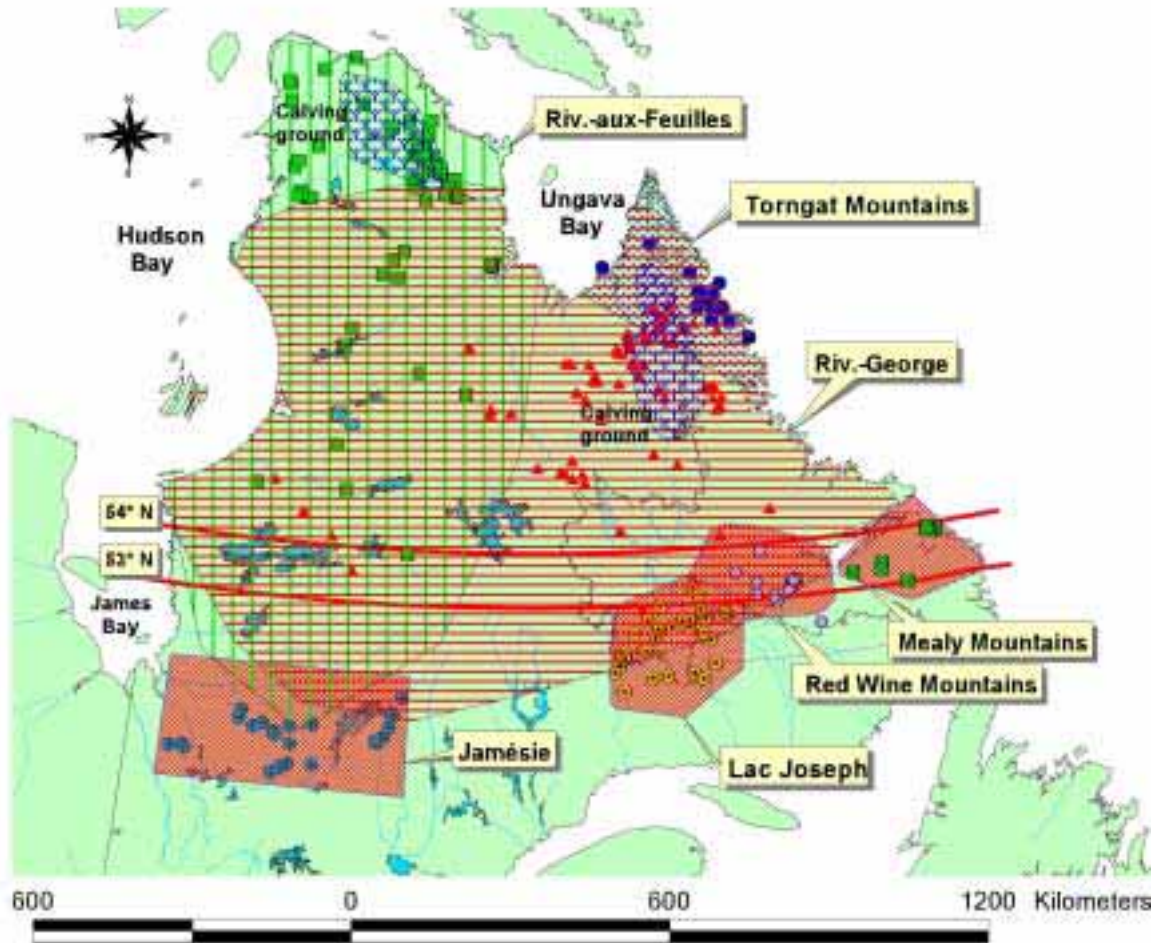 Calving
ground
Riv.-aux-Feuilles
Ungava
Bay
Torngat Mountains
Hudson
Bay
Riv.-George
Calving
ground
54° N
53° N
James
Bay
Mealy Mountains
Red Wine Mountains
Jamésie
Lac Joseph
600 0 600 1200 Kilometers